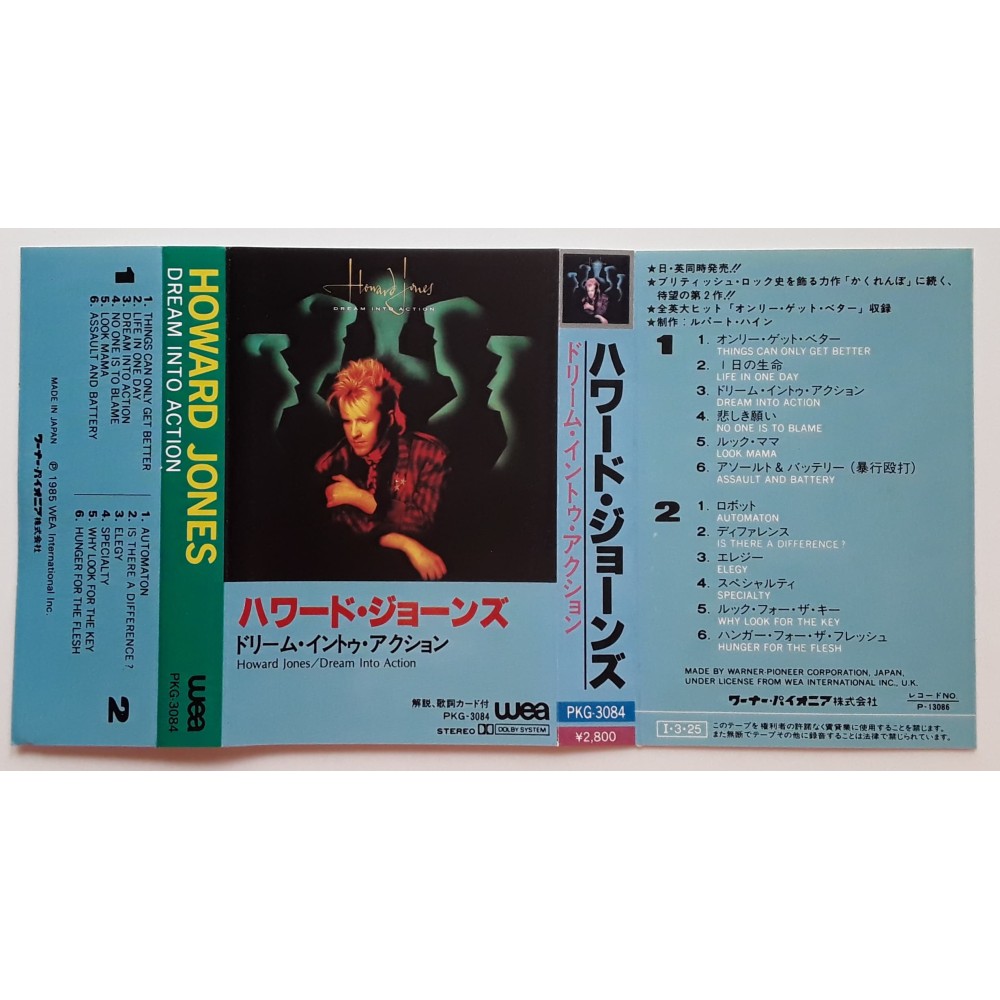 1
1. THINGS CAN ONLY GET BETTER
2. LIFE IN ONE DAY
3. DREAM INTO ACTION
4. NO ONE IS TO BLAME
5. LOOK MAMA
6. ASSAULT AND BATTERY
1. AUTOMATON
2. IS THERE A DIFFERENCE?
3. ELEGY
4. SPECIALTY
5. WHY LOOK FOR THE KEY
6. HUNGER FOR THE FLESH
2
MADE IN JAPAN Ⓟ1985 WEA International Inc.
ワーナー・パイオニア株式会社
HOWARD JONES
DREAM INTO ACTION
wea
PKG-3084
Howard Jones
DREAM INTO ACTION
ハワード・ジョーンズ
ドリーム・イントゥ・アクション
Howard Jones/Dream Into Action
解説、歌詞カード付
PKG-3084 wea
STEREO DOLBY SYSTEM
ハワード・ジョーンズ
ドリーム・イントゥ・アクション
PKG-3084
¥2,800
★日・英同時発売!!
★ブリティッシュ・ロック史を飾る力作「かくれんぼ」に続く、
待望の第2作!!
★全英大ヒット「オンリー・ゲット・ベター」収録
★制作:ルパート・ハイン
1
1. オンリー・ゲット・ベター
THINGS CAN ONLY GET BETTER
2. 1日の生命
LIFE IN ONE DAY
3. ドリーム・イントゥ・アクション
DREAM INTO ACTION
4. 悲しき願い
NO ONE IS TO BLAME
5. ルック・ママ
LOOK MAMA
6. アソールト&バッテリー(暴行殴打)
ASSAULT AND BATTERY
2
1. ロボット
AUTOMATON
2. ディファレンス
IS THERE A DIFFERENCE?
3. エレジー
ELEGY
4. スペシャルティ
SPECIALTY
5. ルック・フォー・ザ・キー
WHY LOOK FOR THE KEY
6. ハンガー・フォー・ザ・フレッシュ
HUNGER FOR THE FLESH
MADE BY WARNER-PIONEER CORPORATION, JAPAN,
UNDER LICENSE FROM WEA INTERNATIONAL INC., U.K.
ワーナー・パイオニア株式会社
レコードNO.
P-13086
I・3・25
このテープを権利者の許諾なく賃貸業に使用することを禁じます。
また無断でテープその他に録音することは法律で禁じられています。